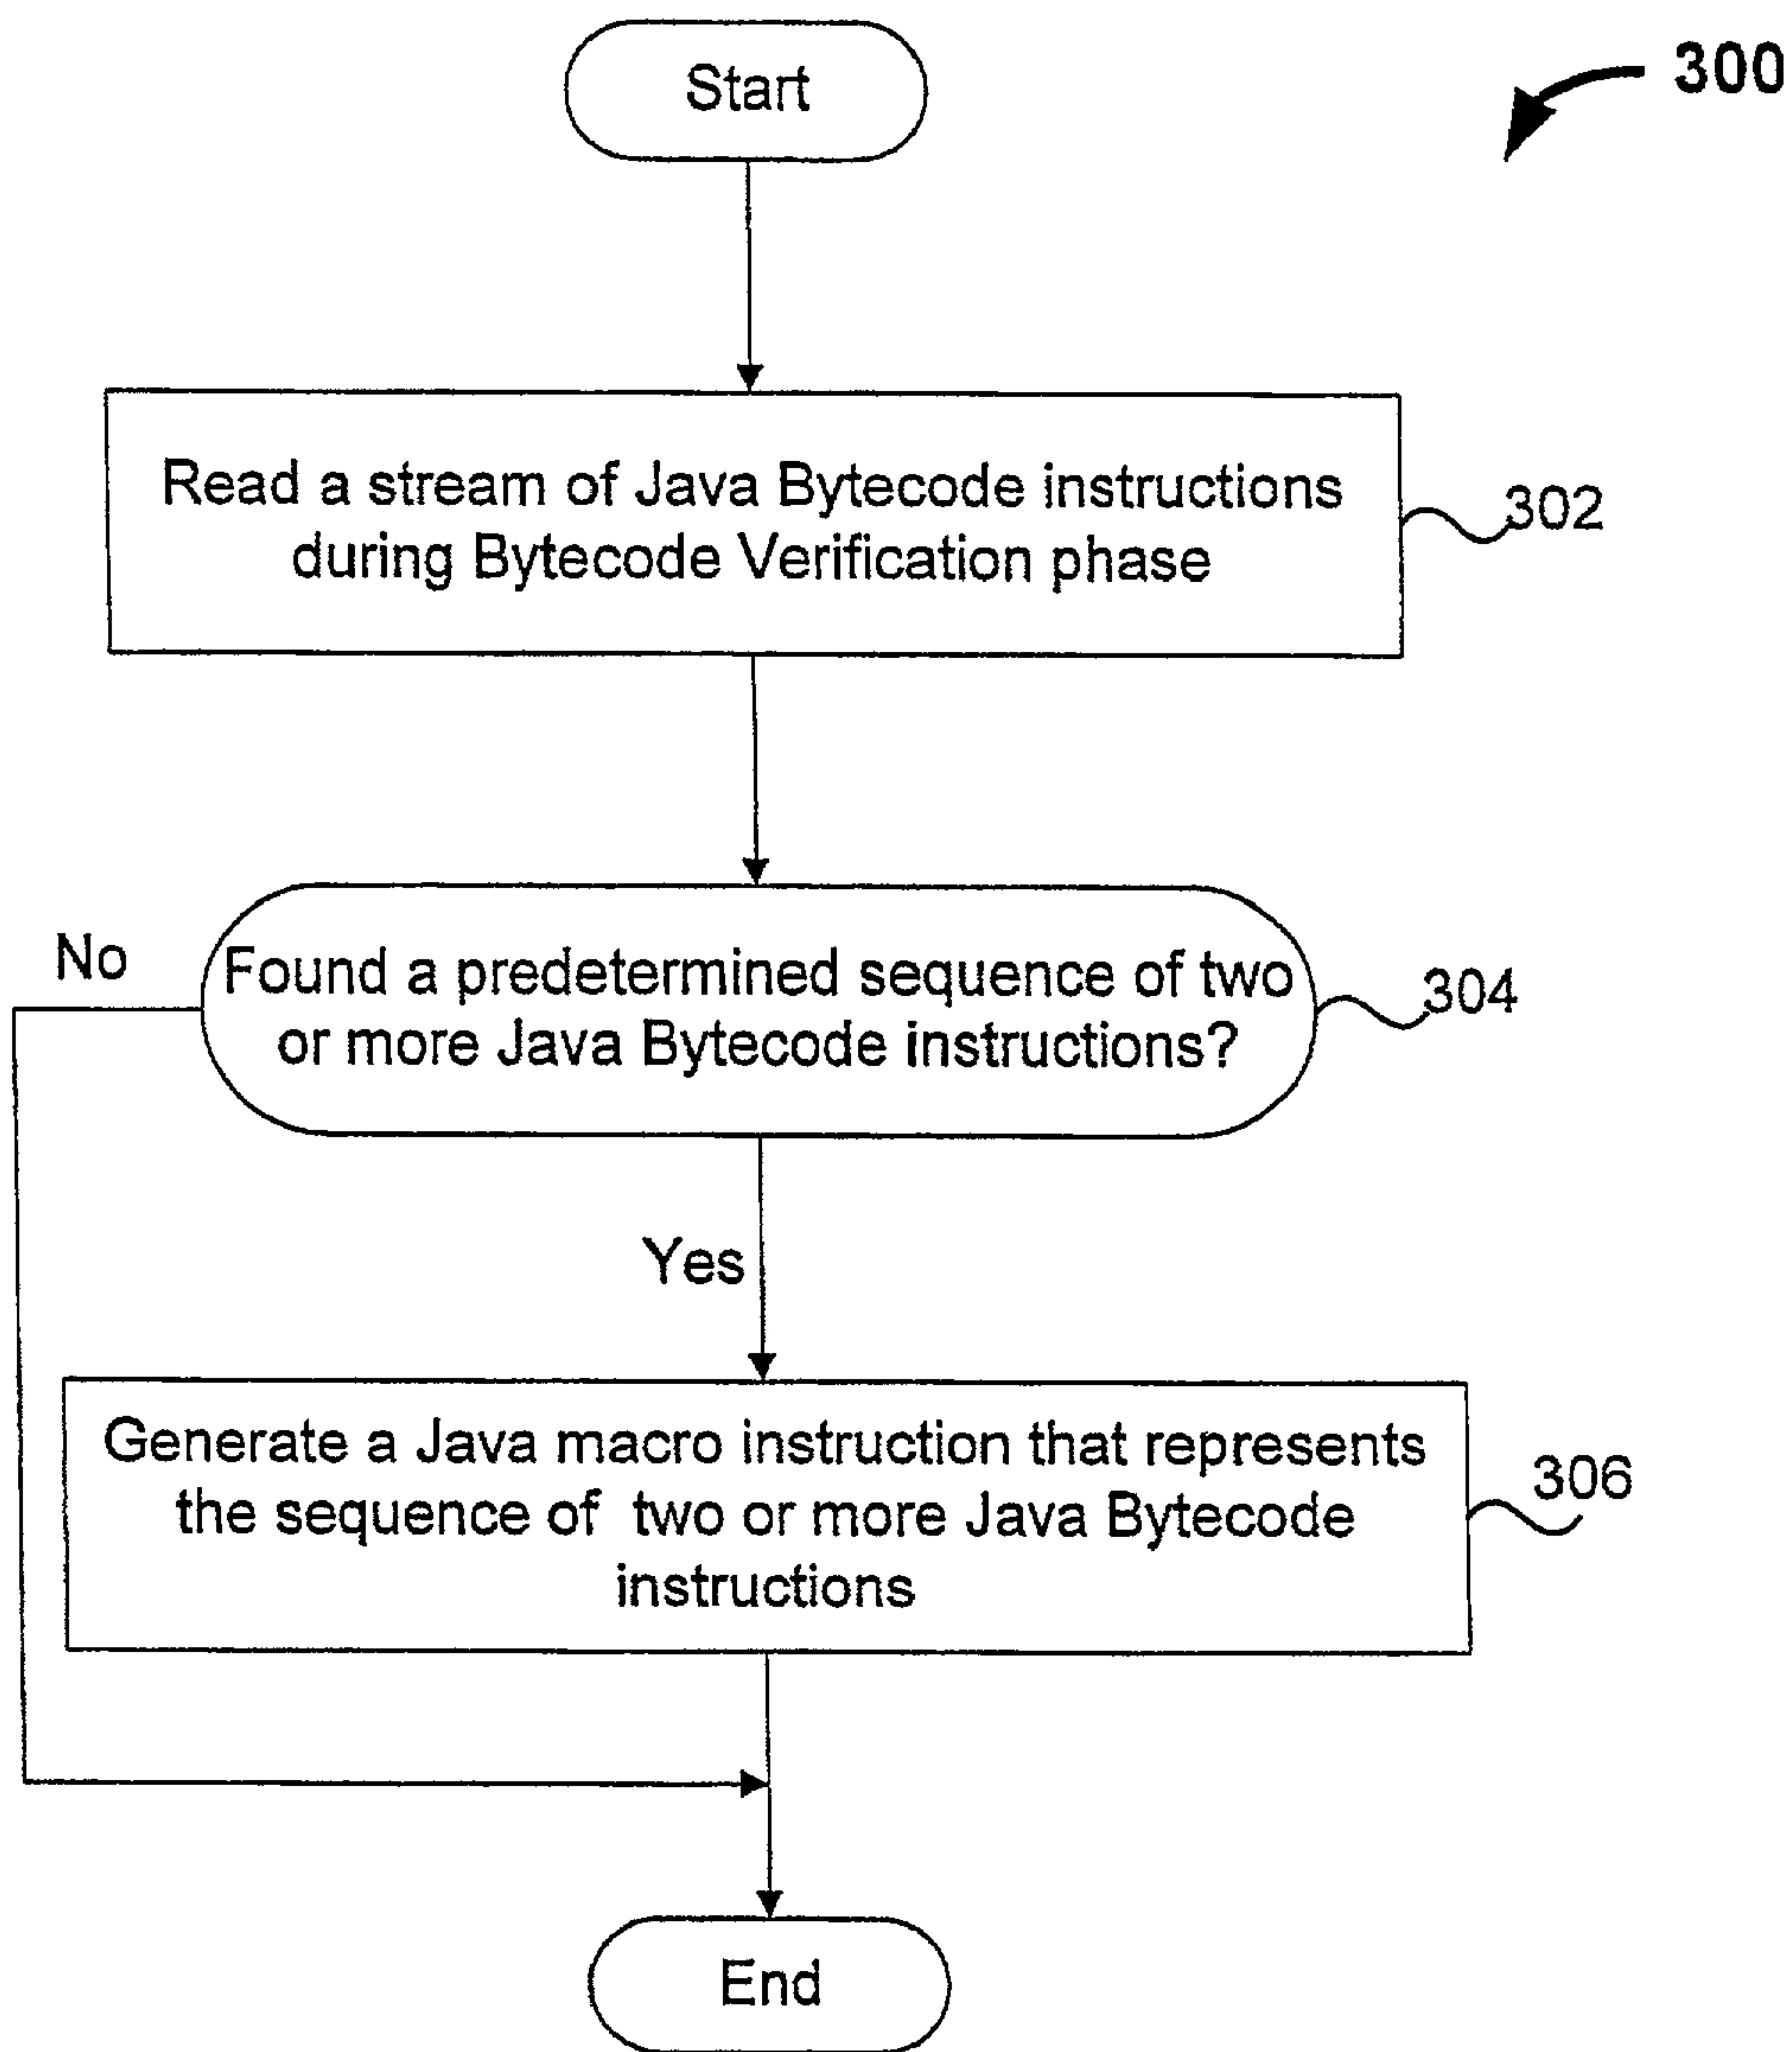 Start
300
Read a stream of Java Bytecode instructions
during Bytecode Verification phase
302
No
Found a predetermined sequence of two
or more Java Bytecode instructions?
304
Yes
Generate a Java macro instruction that represents
the sequence of two or more Java Bytecode
instructions
306
End